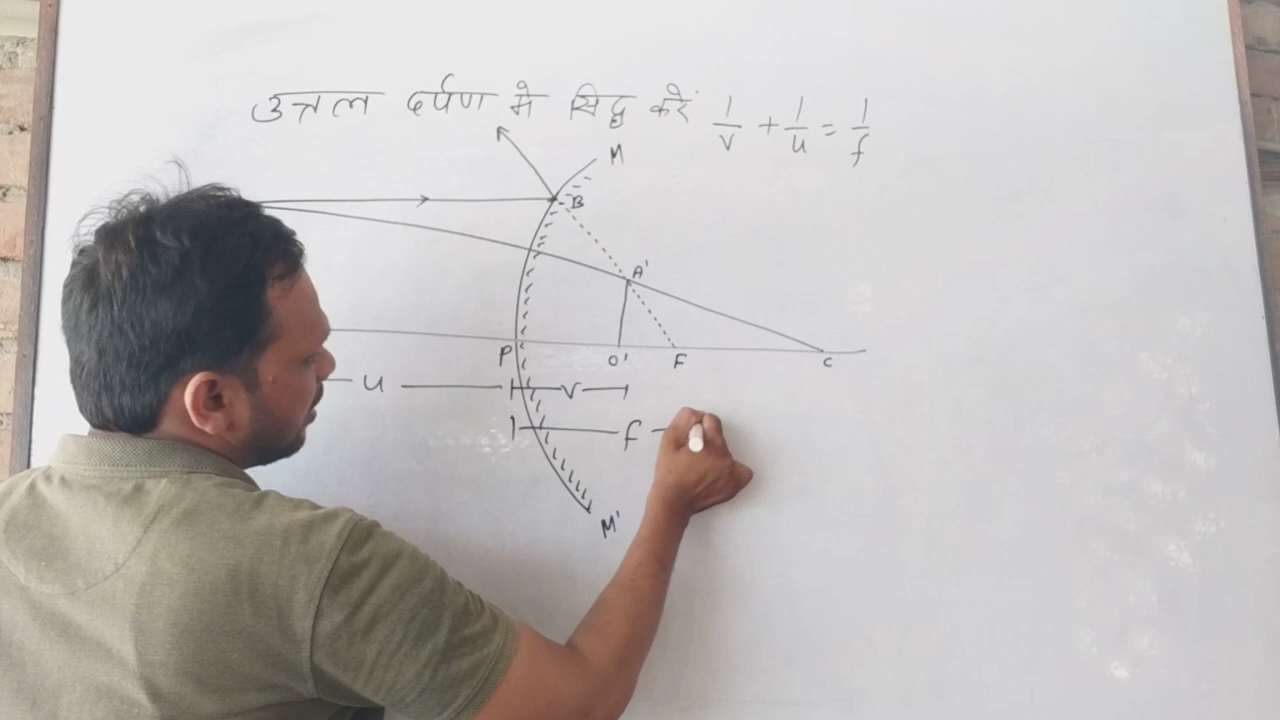 उत्तल दर्पण मे सिद्ध करें 1/v + 1/u = 1/f
M
B
A'
P O' F C
u v
f
M'